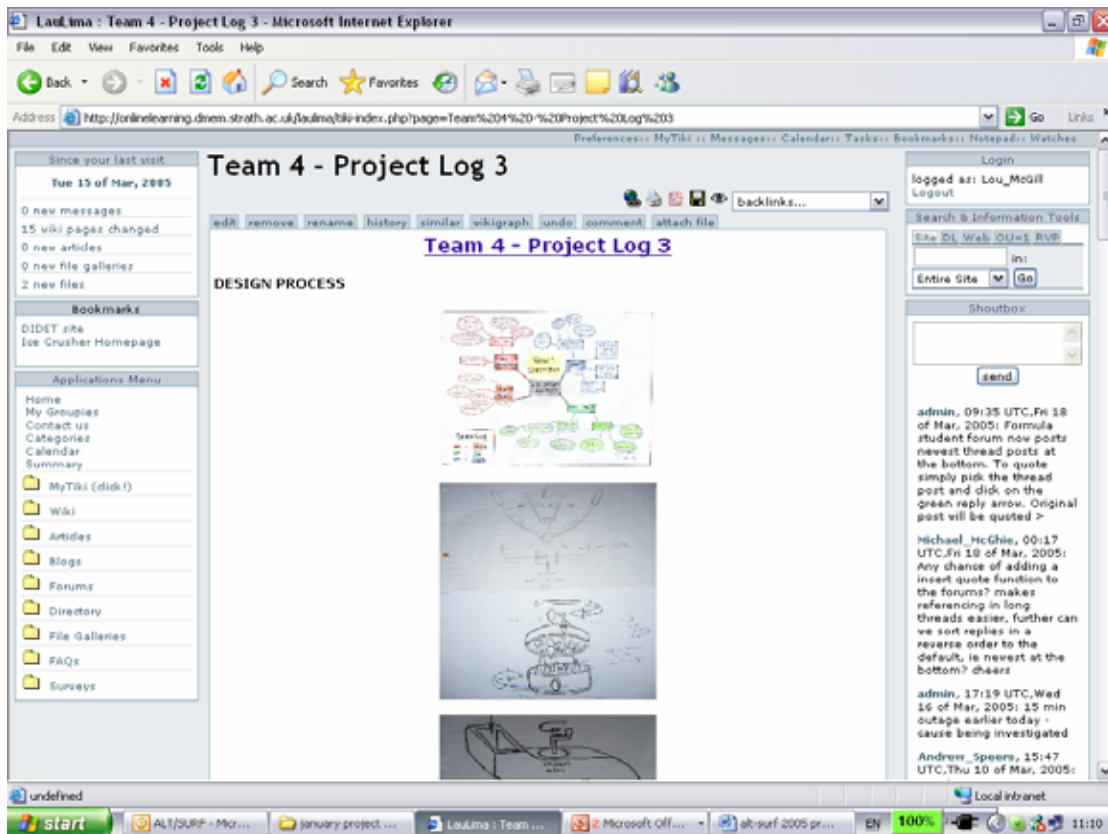 LauLima : Team 4 - Project Log 3 - Microsoft Internet Explorer
File Edit View Favorites Tools Help
Back Search Favorites
Address http://onlinelearning.dmem.strath.ac.uk/laulima/tiki-index.php?page=Team%204%20-%20Project%20Log%203 Go Links
Preferences:: MyTiki :: Messages:: Calendar:: Tasks:: Bookmarks:: Notepad:: Watches
Since your last visit
Tue 15 of Mar, 2005
0 new messages
15 wiki pages changed
0 new articles
0 new file galleries
2 new files
Bookmarks
DIDET site
Ice Crusher Homepage
Applications Menu
Home
My Groupies
Contact us
Categories
Calendar
Summary
MyTiki (click!)
Wiki
Articles
Blogs
Forums
Directory
File Galleries
FAQs
Surveys
Team 4 - Project Log 3
backlinks...
edit remove rename history similar wikigraph undo comment attach file
Team 4 - Project Log 3
DESIGN PROCESS
Login
logged as: Lou_McGill
Logout
Search & Information Tools
Site DL Web OU=1 RVP
in:
Entire Site Go
Shoutbox
send
admin, 09:35 UTC,Fri 18
of Mar, 2005: Formula
student forum now posts
newest thread posts at
the bottom. To quote
simply pick the thread
post and click on the
green reply arrow. Original
post will be quoted >
Michael_McGhie, 00:17
UTC,Fri 18 of Mar, 2005:
Any chance of adding a
insert quote function to
the forums? makes
referencing in long
threads easier, further can
we sort replies in a
reverse order to the
default, ie newest at the
bottom? cheers
admin, 17:19 UTC,Wed
16 of Mar, 2005: 15 min
outage earlier today -
cause being investigated
Andrew_Speers, 15:47
UTC,Thu 10 of Mar, 2005:
undefined Local intranet
start ALT/SURF - Micr... january project ... LauLima : Team ... 2 Microsoft Off... alt-surf 2005 pr... EN 100% 11:10